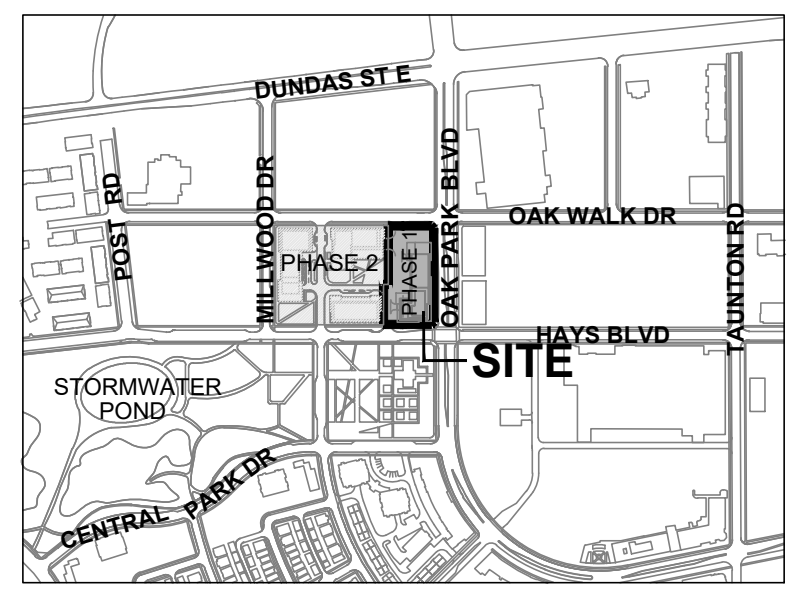 DUNDAS ST E
POST RD
MILLWOOD DR
OAK PARK BLVD
OAK WALK DR
TAUNTON RD
PHASE 2
PHASE 1
HAYS BLVD
SITE
STORMWATER
POND
CENTRAL PARK DR